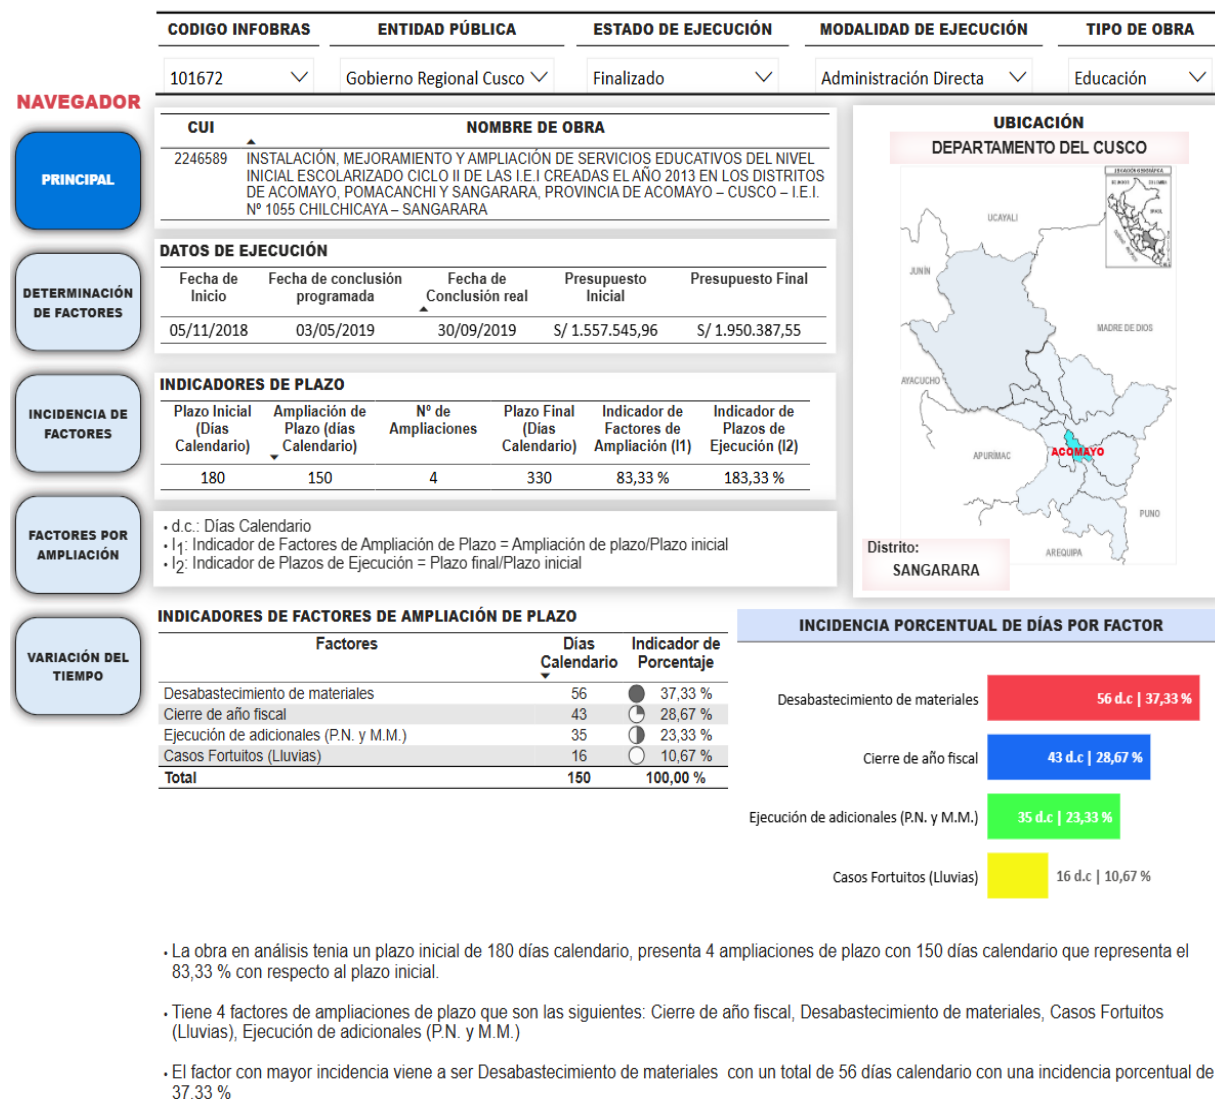 CODIGO INFOBRAS
ENTIDAD PÚBLICA
ESTADO DE EJECUCIÓN
MODALIDAD DE EJECUCIÓN
TIPO DE OBRA
101672
Gobierno Regional Cusco
Finalizado
Administración Directa
Educación
NAVEGADOR
PRINCIPAL
DETERMINACIÓN
DE FACTORES
INCIDENCIA DE
FACTORES
FACTORES POR
AMPLIACIÓN
VARIACIÓN DEL
TIEMPO
CUI NOMBRE DE OBRA
2246589 INSTALACIÓN, MEJORAMIENTO Y AMPLIACIÓN DE SERVICIOS EDUCATIVOS DEL NIVEL
INICIAL ESCOLARIZADO CICLO II DE LAS I.E.I CREADAS EL AÑO 2013 EN LOS DISTRITOS
DE ACOMAYO, POMACANCHI Y SANGARARA, PROVINCIA DE ACOMAYO – CUSCO – I.E.I.
Nº 1055 CHILCHICAYA – SANGARARA
DATOS DE EJECUCIÓN
Fecha de Inicio
Fecha de conclusión programada
Fecha de Conclusión real
Presupuesto Inicial
Presupuesto Final
05/11/2018 03/05/2019 30/09/2019 S/ 1.557.545,96 S/ 1.950.387,55
INDICADORES DE PLAZO
Plazo Inicial (Días Calendario)
Ampliación de Plazo (días Calendario)
Nº de Ampliaciones
Plazo Final (Días Calendario)
Indicador de Factores de Ampliación (I1)
Indicador de Plazos de Ejecución (I2)
180 150 4 330 83,33 % 183,33 %
• d.c.: Días Calendario
• I1: Indicador de Factores de Ampliación de Plazo = Ampliación de plazo/Plazo inicial
• I2: Indicador de Plazos de Ejecución = Plazo final/Plazo inicial
UBICACIÓN
DEPARTAMENTO DEL CUSCO
UCAYALI
JUNÍN
MADRE DE DIOS
AYACUCHO
APURÍMAC
ACOMAYO
PUNO
AREQUIPA
Distrito:
SANGARARA
INDICADORES DE FACTORES DE AMPLIACIÓN DE PLAZO
Factores
Días Calendario
Indicador de Porcentaje
Desabastecimiento de materiales 56 37,33 %
Cierre de año fiscal 43 28,67 %
Ejecución de adicionales (P.N. y M.M.) 35 23,33 %
Casos Fortuitos (Lluvias) 16 10,67 %
Total 150 100,00 %
INCIDENCIA PORCENTUAL DE DÍAS POR FACTOR
Desabastecimiento de materiales 56 d.c | 37,33 %
Cierre de año fiscal 43 d.c | 28,67 %
Ejecución de adicionales (P.N. y M.M.) 35 d.c | 23,33 %
Casos Fortuitos (Lluvias) 16 d.c | 10,67 %
• La obra en análisis tenia un plazo inicial de 180 días calendario, presenta 4 ampliaciones de plazo con 150 días calendario que representa el
83,33 % con respecto al plazo inicial.
• Tiene 4 factores de ampliaciones de plazo que son las siguientes: Cierre de año fiscal, Desabastecimiento de materiales, Casos Fortuitos
(Lluvias), Ejecución de adicionales (P.N. y M.M.)
• El factor con mayor incidencia viene a ser Desabastecimiento de materiales con un total de 56 días calendario con una incidencia porcentual de
37.33 %